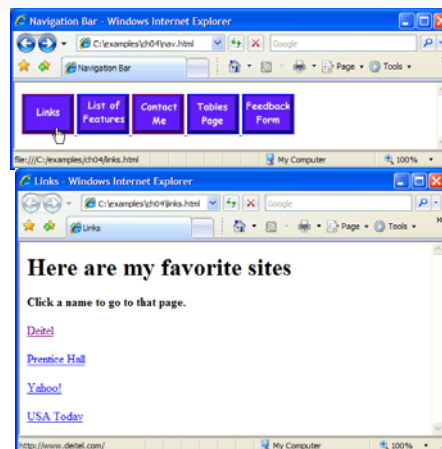 Navigation Bar - Windows Internet Explorer
C:\examples\ch04\nav.html
Google
Navigation Bar
Page
Tools
Links
List of Features
Contact Me
Tables Page
Feedback Form
file:///C:/examples/ch04/links.html
My Computer
100%
Links - Windows Internet Explorer
C:\examples\ch04\links.html
Google
Links
Page
Tools
Here are my favorite sites
Click a name to go to that page.
Deitel
Prentice Hall
Yahoo!
USA Today
http://www.deitel.com/
My Computer
100%